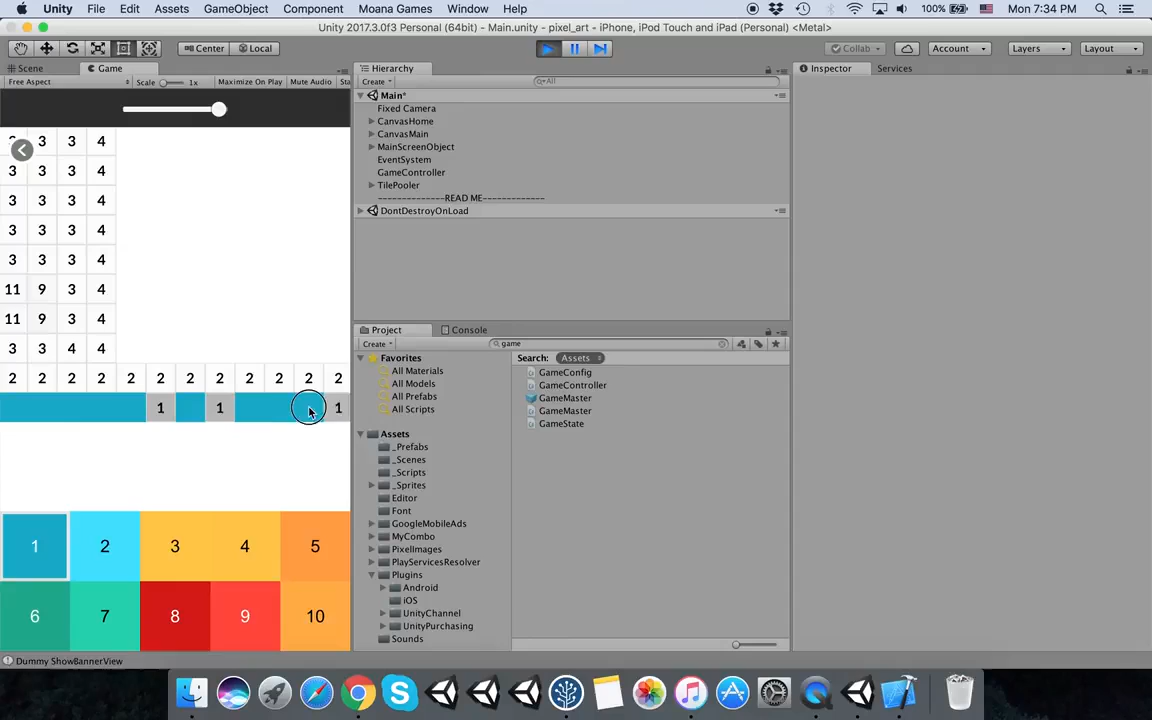 Unity File Edit Assets GameObject Component Moana Games Window Help 100% Mon 7:34 PM
Unity 2017.3.0f3 Personal (64bit) - Main.unity - pixel_art - iPhone, iPod Touch and iPad (Personal) <Metal>
Center Local Collab Account Layers Layout
Scene Game Hierarchy Inspector Services
Free Aspect Scale 1x Maximize On Play Mute Audio Sta Create All
Main*
Fixed Camera
CanvasHome
CanvasMain
MainScreenObject
EventSystem
GameController
TilePooler
--------------READ ME-------------
DontDestroyOnLoad
3 3 4
3 3 3 4
3 3 3 4
3 3 3 4
3 3 3 4
11 9 3 4
11 9 3 4
3 3 4 4
2 2 2 2 2 2 2 2 2 2 2 2
1 1 1
1 2 3 4 5
6 7 8 9 10
Project Console
Create game
Favorites
All Materials
All Models
All Prefabs
All Scripts
Assets
_Prefabs
_Scenes
_Scripts
_Sprites
Editor
Font
GoogleMobileAds
MyCombo
PixelImages
PlayServicesResolver
Plugins
Android
iOS
UnityChannel
UnityPurchasing
Sounds
Search: Assets
GameConfig
GameController
GameMaster
GameMaster
GameState
Dummy ShowBannerView